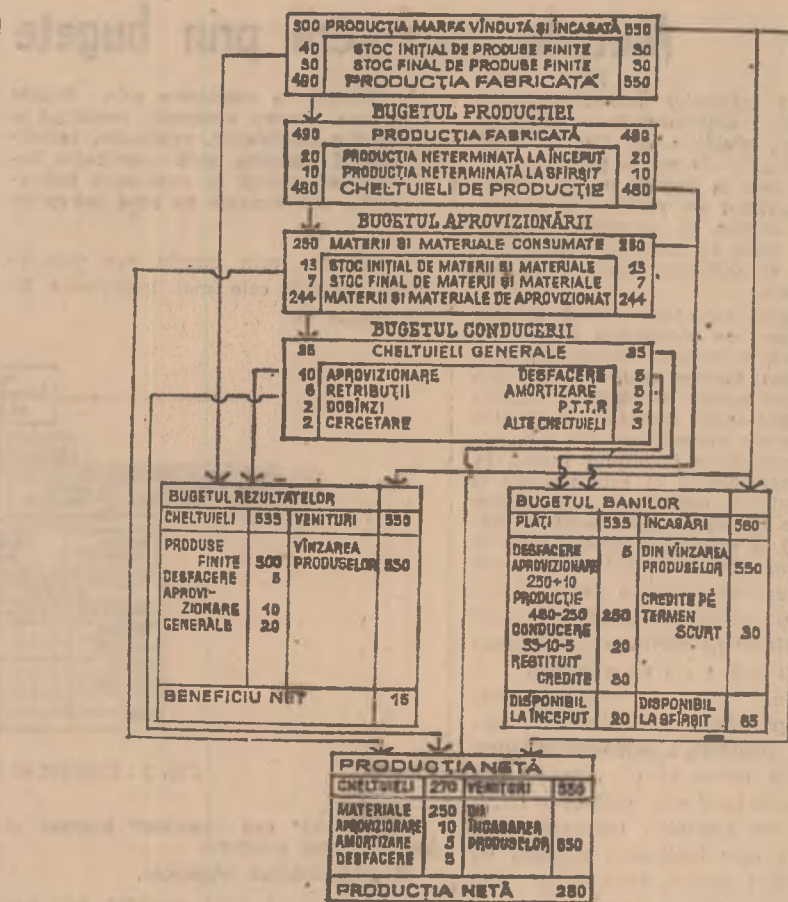 500 PRODUCȚIA MARFĂ VÎNDUTĂ ȘI ÎNCASATĂ 550
40 STOC INIȚIAL DE PRODUSE FINITE 30
30 STOC FINAL DE PRODUSE FINITE 30
490 PRODUCȚIA FABRICATĂ 550
BUGETUL PRODUCȚIEI
490 PRODUCȚIA FABRICATĂ 490
20 PRODUCȚIA NETERMINATĂ LA ÎNCEPUT 20
10 PRODUCȚIA NETERMINATĂ LA SFÎRȘIT 10
480 CHELTUIELI DE PRODUCȚIE 480
BUGETUL APROVIZIONĂRII
250 MATERII ȘI MATERIALE CONSUMATE 250
13 STOC INIȚIAL DE MATERII ȘI MATERIALE 13
7 STOC FINAL DE MATERII ȘI MATERIALE 7
244 MATERII ȘI MATERIALE DE APROVIZIONAT 244
BUGETUL CONDUCERII
35 CHELTUIELI GENERALE 35
10 APROVIZIONARE DESFACERE 5
6 RETRIBUȚII AMORTIZARE 5
2 DOBÎNZI P.T.T.R 2
2 CERCETARE ALTE CHELTUIELI 3
BUGETUL REZULTATELOR
CHELTUIELI 535 VENITURI 550
PRODUSE VÎNZAREA
FINITE 500 PRODUSELOR 550
DESFACERE 5
APROVI-
ZIONARE 10
GENERALE 20
BENEFICIU NET 15
BUGETUL BANILOR
PLĂȚI 535 ÎNCASĂRI 580
DESFACERE 5 DIN VÎNZAREA
APROVIZIONARE PRODUSELOR 550
250+10
PRODUCȚIE CREDITE PE
480-250 TERMEN
CONDUCERE SCURT 30
35-10-5 20
RESTITUIT
CREDITE 30
DISPONIBIL DISPONIBIL
LA ÎNCEPUT 20 LA SFÎRȘIT 65
PRODUCȚIA NETĂ
CHELTUIELI 270 VENITURI 550
MATERIALE 250 DIN
APROVIZIONARE 10 ÎNCASAREA
AMORTIZARE 5 PRODUSELOR 550
DESFACERE 5
PRODUCȚIA NETĂ 280